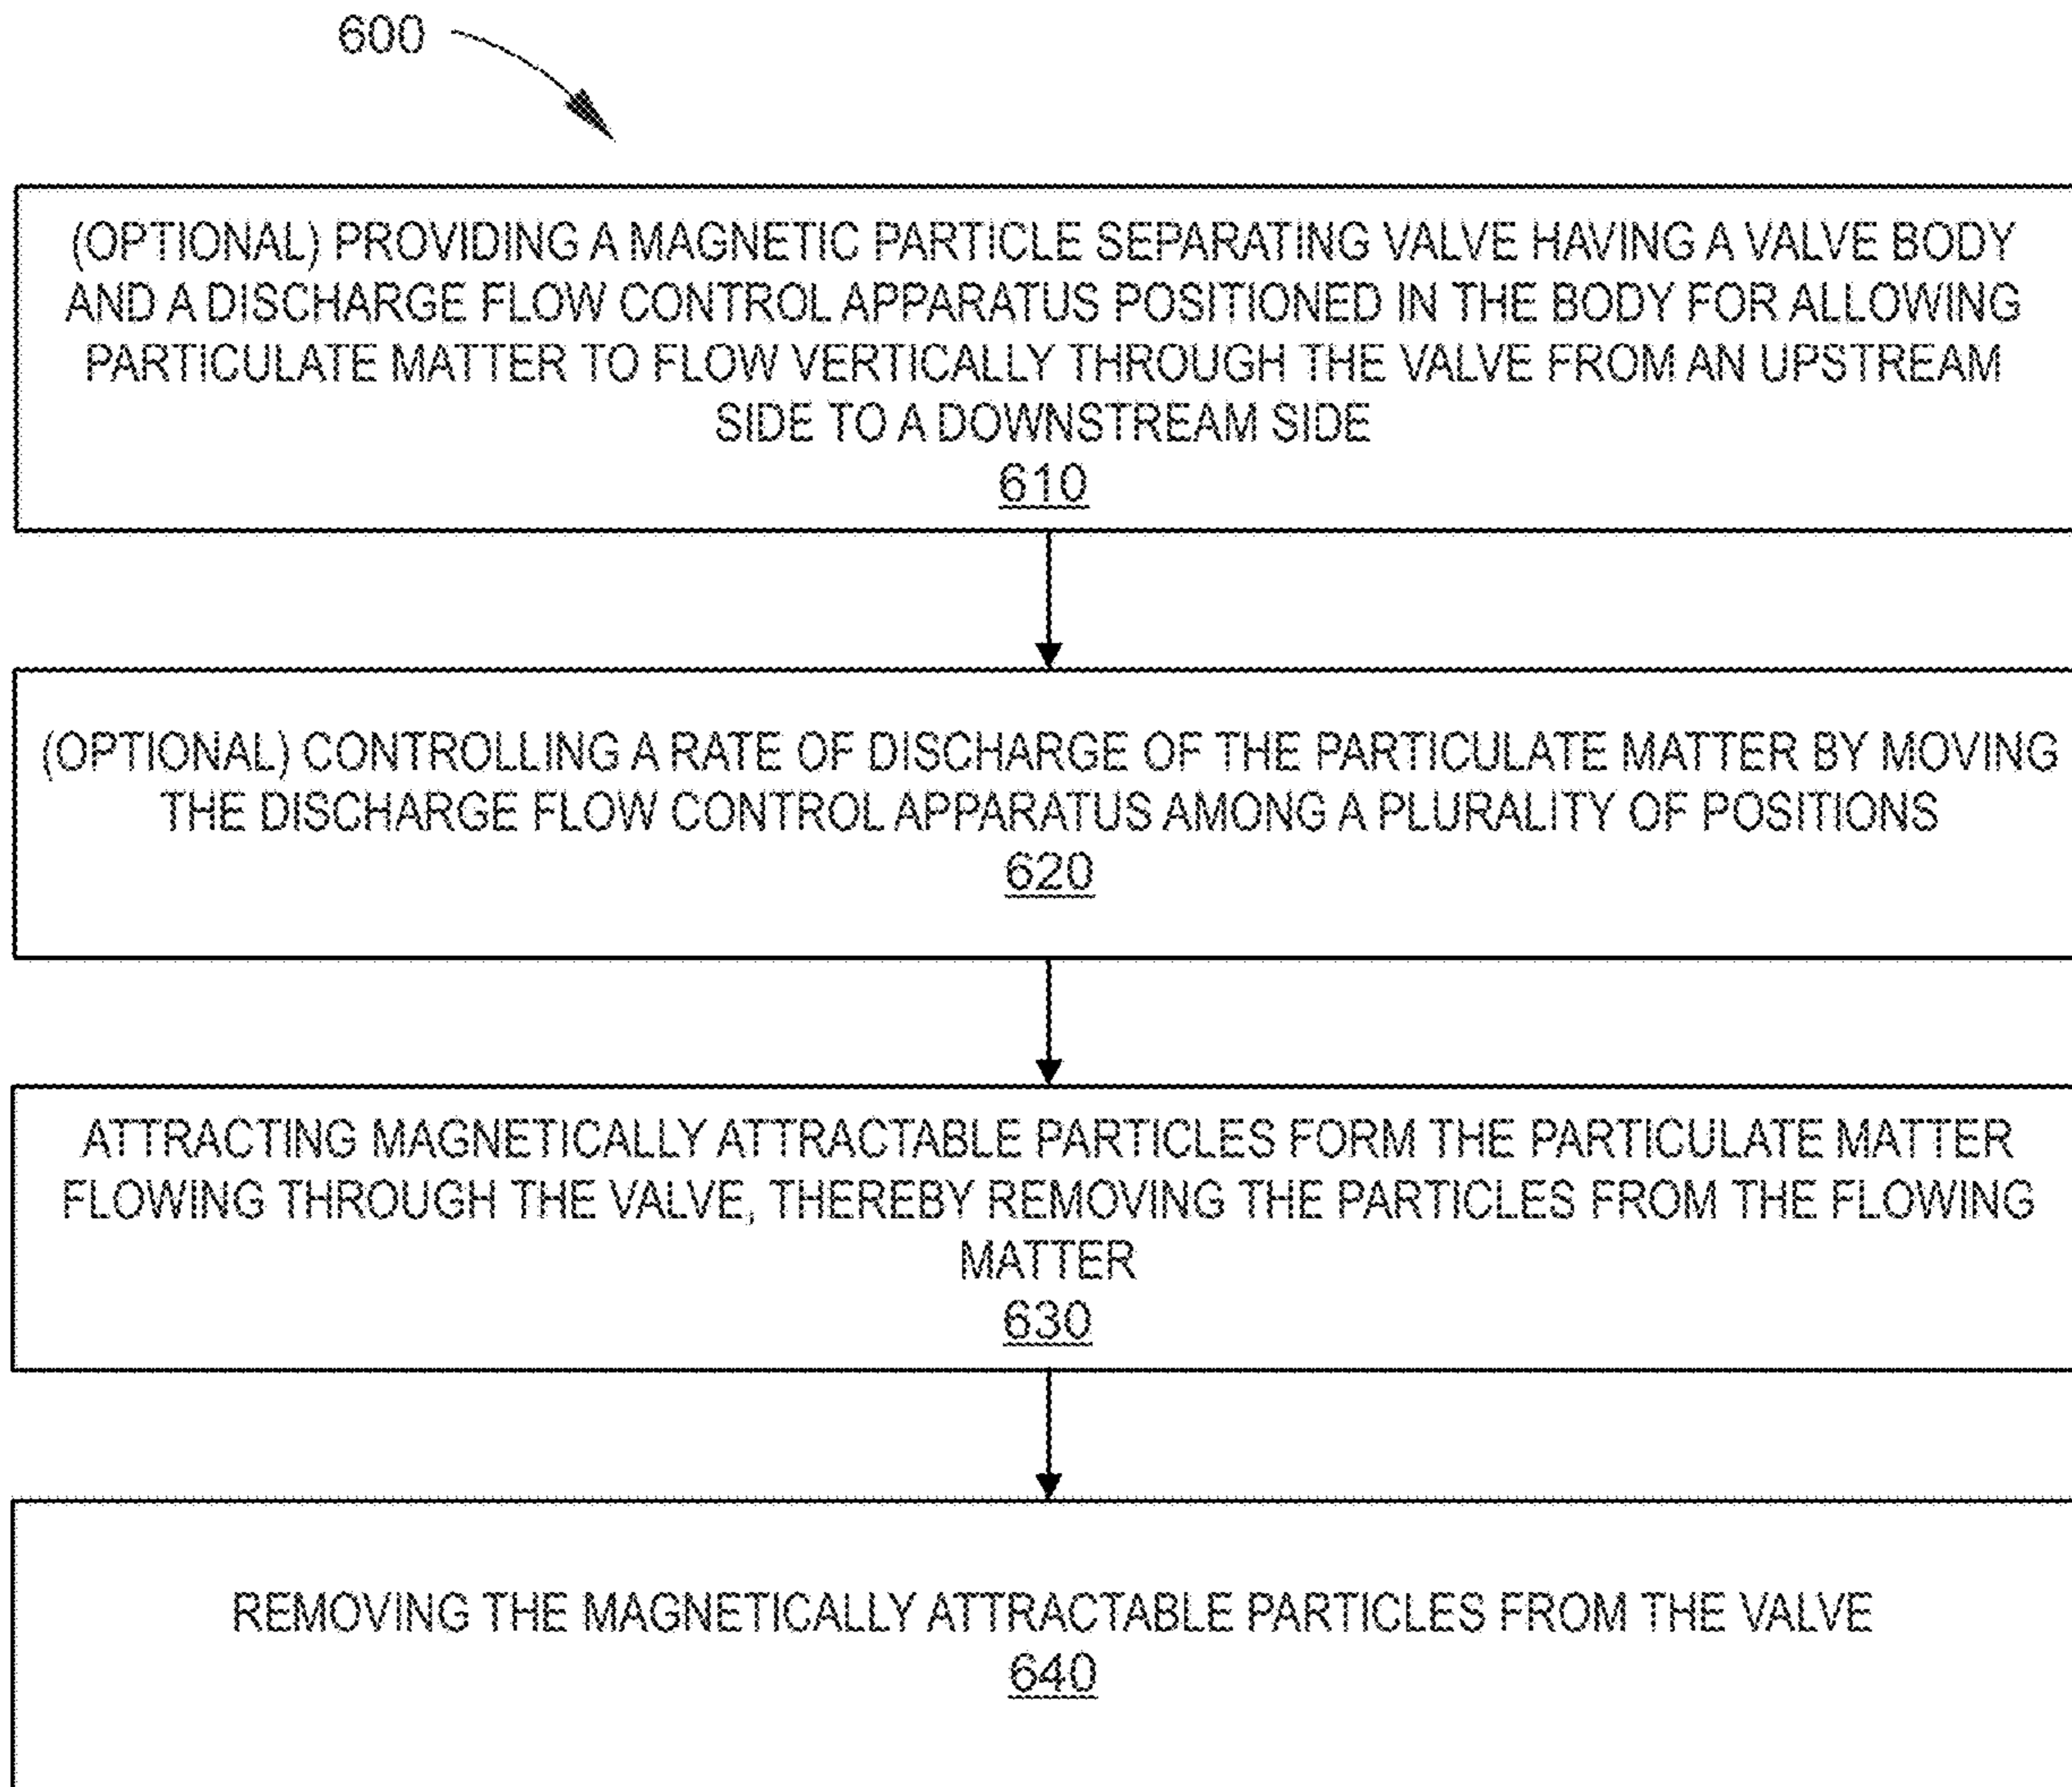 600
(OPTIONAL) PROVIDING A MAGNETIC PARTICLE SEPARATING VALVE HAVING A VALVE BODY
AND A DISCHARGE FLOW CONTROL APPARATUS POSITIONED IN THE BODY FOR ALLOWING
PARTICULATE MATTER TO FLOW VERTICALLY THROUGH THE VALVE FROM AN UPSTREAM
SIDE TO A DOWNSTREAM SIDE
610
(OPTIONAL) CONTROLLING A RATE OF DISCHARGE OF THE PARTICULATE MATTER BY MOVING
THE DISCHARGE FLOW CONTROL APPARATUS AMONG A PLURALITY OF POSITIONS
620
ATTRACTING MAGNETICALLY ATTRACTABLE PARTICLES FORM THE PARTICULATE MATTER
FLOWING THROUGH THE VALVE, THEREBY REMOVING THE PARTICLES FROM THE FLOWING
MATTER
630
REMOVING THE MAGNETICALLY ATTRACTABLE PARTICLES FROM THE VALVE
640